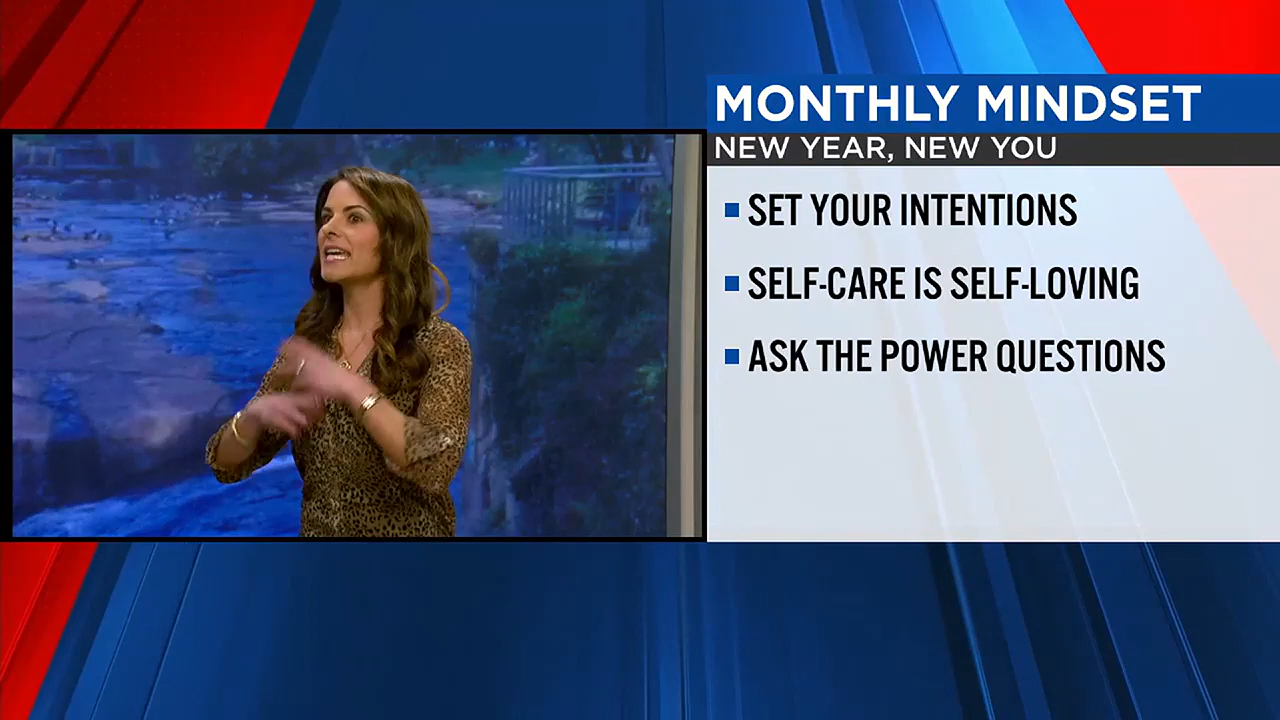 MONTHLY MINDSET
NEW YEAR, NEW YOU
SET YOUR INTENTIONS
SELF-CARE IS SELF-LOVING
ASK THE POWER QUESTIONS